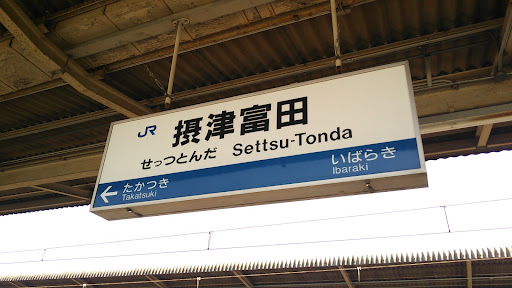 JR 摂津富田
せっつとんだ Settsu-Tonda
← たかつき いばらき
Takatsuki Ibaraki